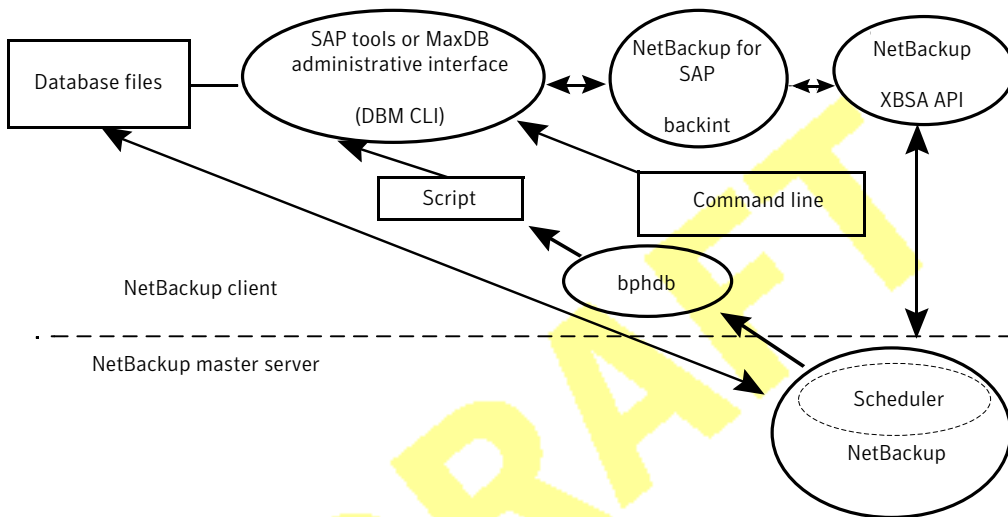 SAP tools or MaxDB
administrative interface
(DBM CLI)
NetBackup for
SAP
backint
NetBackup
XBSA API
Database files
Script
Command line
bphdb
NetBackup client
NetBackup master server
Scheduler
NetBackup
DRAFT